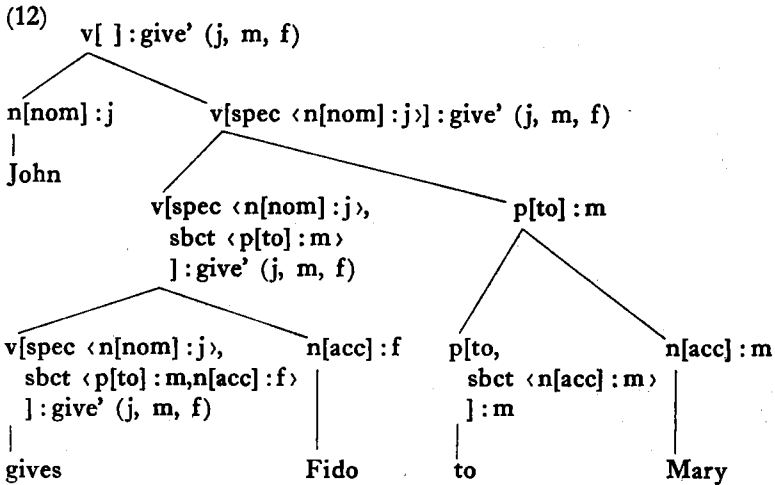 (12)
v[ ] : give' (j, m, f)
n[nom] : j
v[spec ‹n[nom] : j›] : give' (j, m, f)
John
v[spec ‹n[nom] : j›,
sbct ‹p[to] : m›
] : give' (j, m, f)
p[to] : m
v[spec ‹n[nom] : j›,
sbct ‹p[to] : m,n[acc] : f›
] : give' (j, m, f)
n[acc] : f
p[to,
sbct ‹n[acc] : m›
] : m
n[acc] : m
gives
Fido
to
Mary